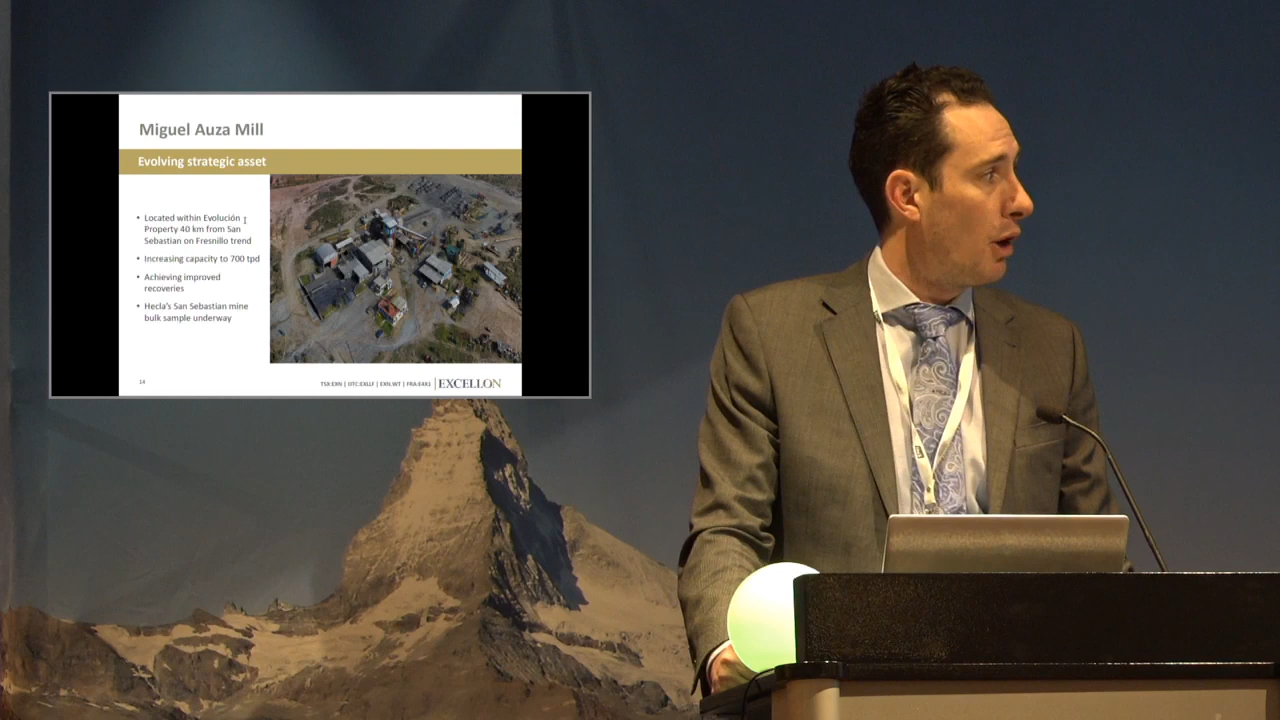 Miguel Auza Mill
Evolving strategic asset
• Located within Evolución
Property 40 km from San
Sebastian on Fresnillo trend
• Increasing capacity to 700 tpd
• Achieving improved
recoveries
• Hecla's San Sebastian mine
bulk sample underway
14
TSX:EXN | OTC:EXLLF | EXN.WT | FRA:E4X1 | EXCELLON